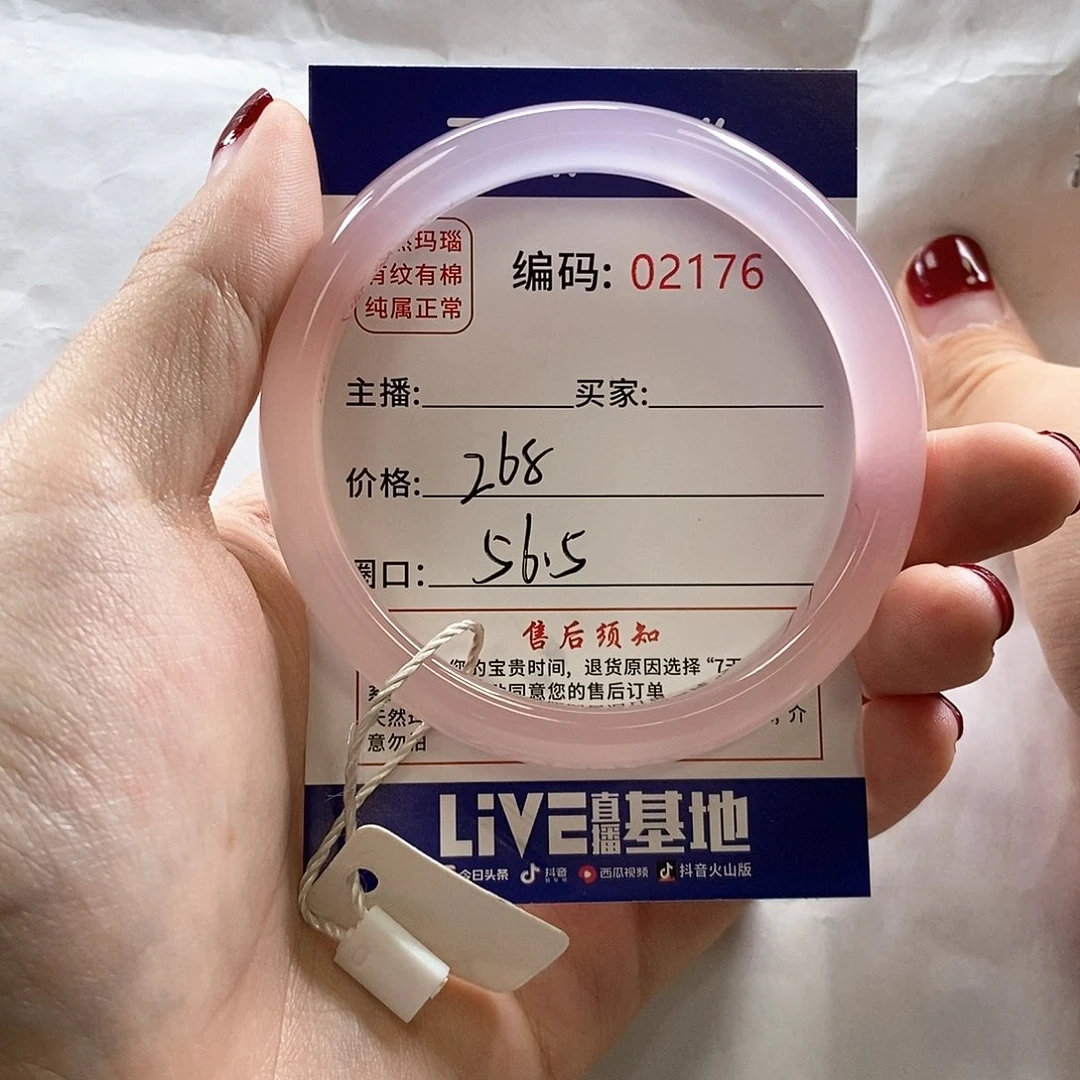 玛瑙
有纹有棉
纯属正常
编码: 02176
主播: 买家:
价格: 268
圈口: 56.5
售后须知
您的宝贵时间，退货原因选择“7天
同意您的售后订单
天然
，介
意勿拍
LiVE直播基地
今日头条 抖音 西瓜视频 抖音火山版